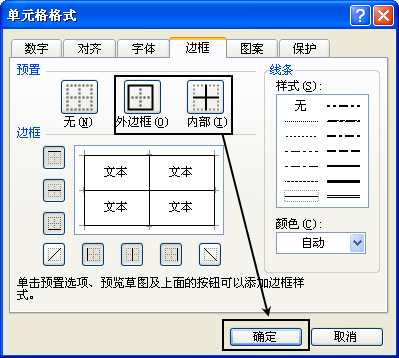 单元格格式
数字 对齐 字体 边框 图案 保护
预置 线条
样式(S):
无
无(N) 外边框(O) 内部(I)
边框
文本 文本
文本 文本
颜色(C):
自动
单击预置选项、预览草图及上面的按钮可以添加边框样
式。
确定 取消